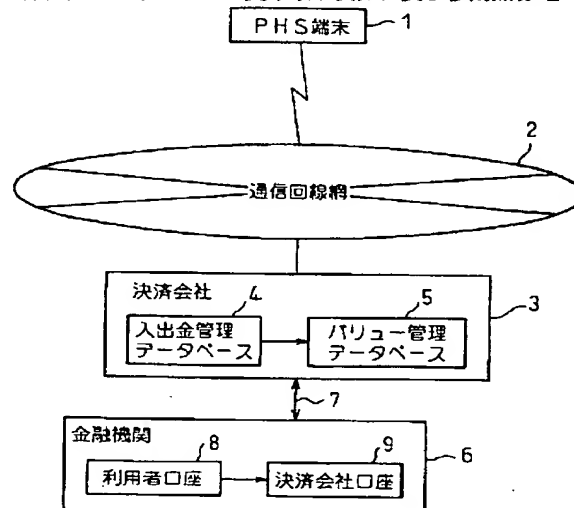 PHS端末
1
2
通信回線網
決済会社
4
5
3
入出金管理
データベース
バリュー管理
データベース
7
金融機関
8
9
6
利用者口座
決済会社口座